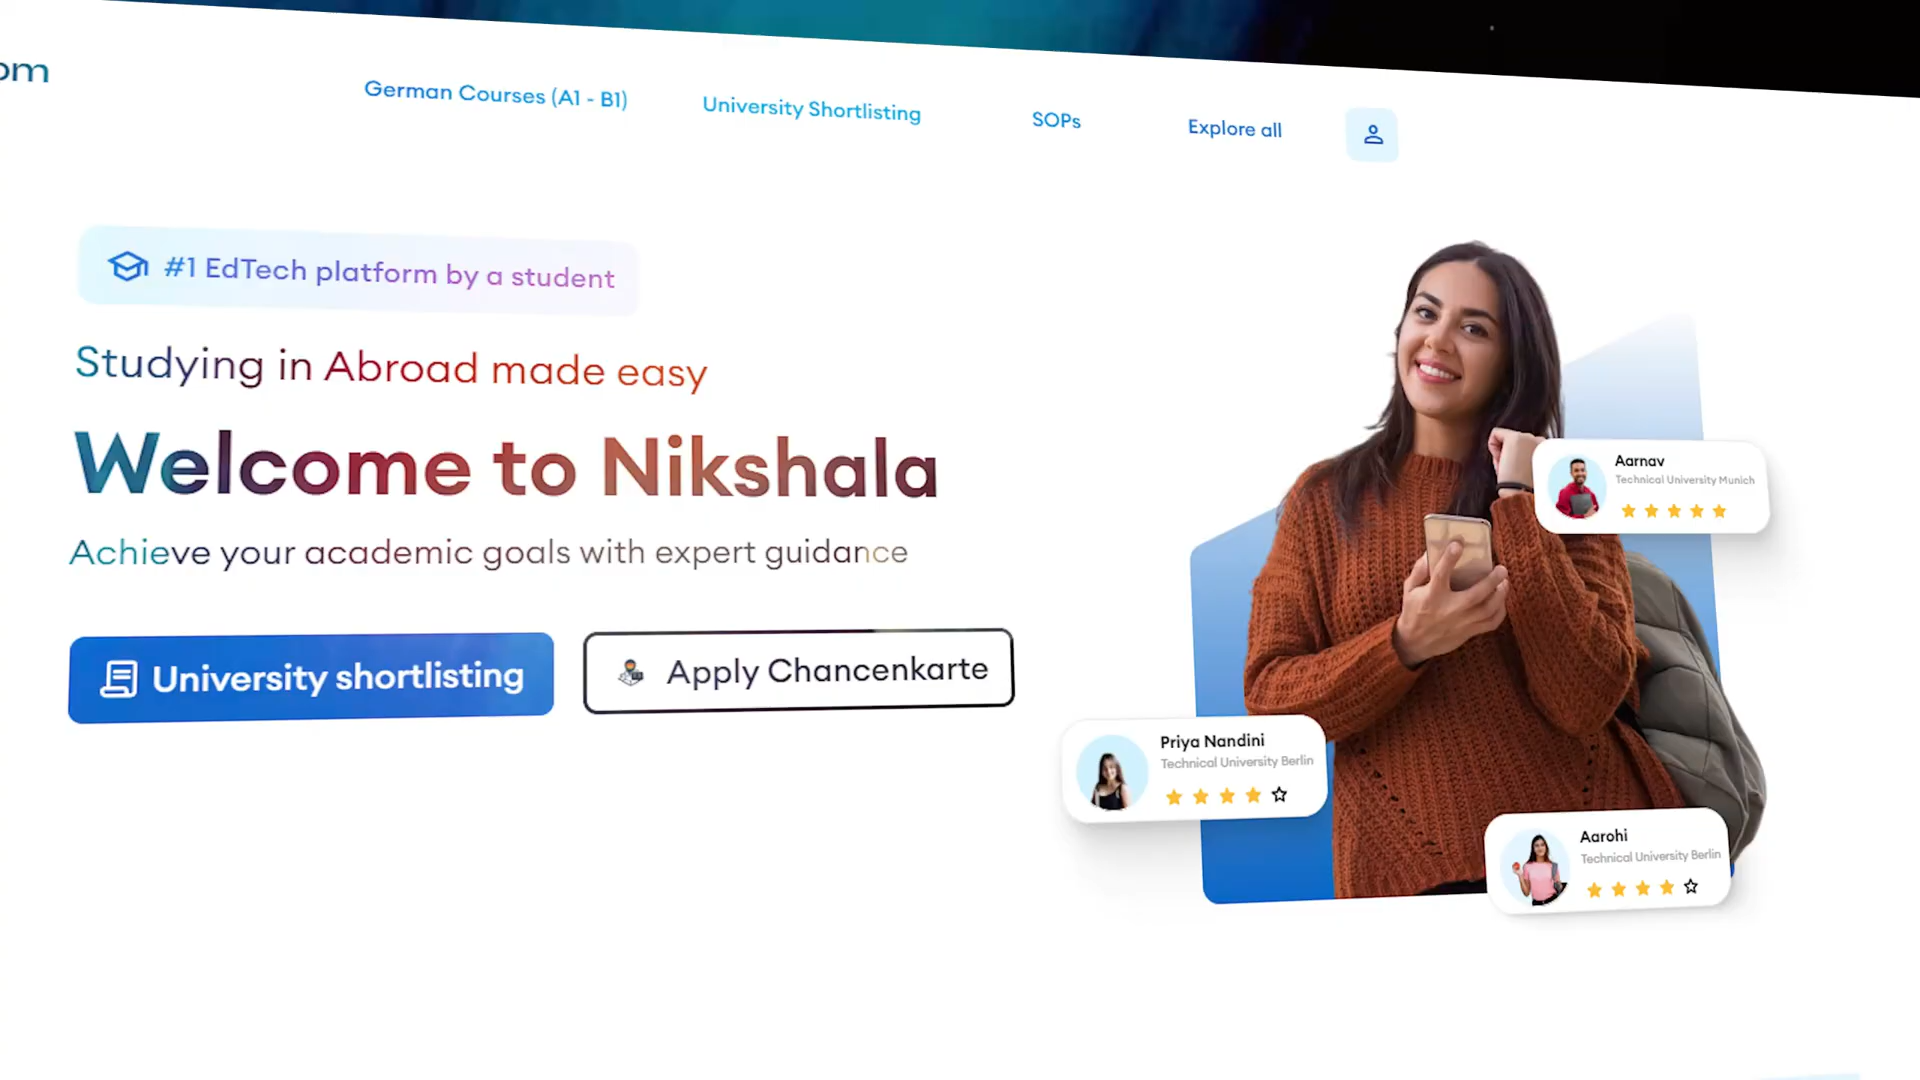 German Courses (A1 - B1)
University Shortlisting
SOPs
Explore all
#1 EdTech platform by a student
Studying in Abroad made easy
Welcome to Nikshala
Achieve your academic goals with expert guidance
University shortlisting
Apply Chancenkarte
Aarnav
Technical University Munich
Priya Nandini
Technical University Berlin
Aarohi
Technical University Berlin